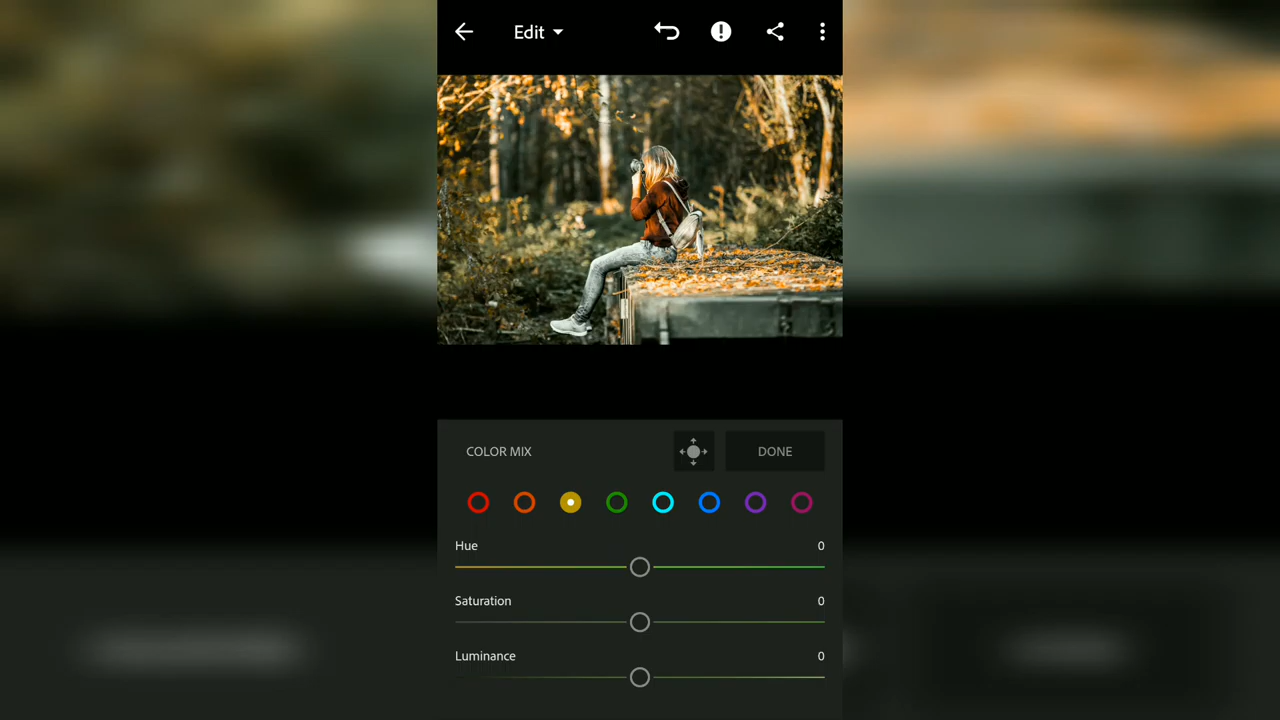 Edit
COLOR MIX
DONE
Hue 0
Saturation 0
Luminance 0